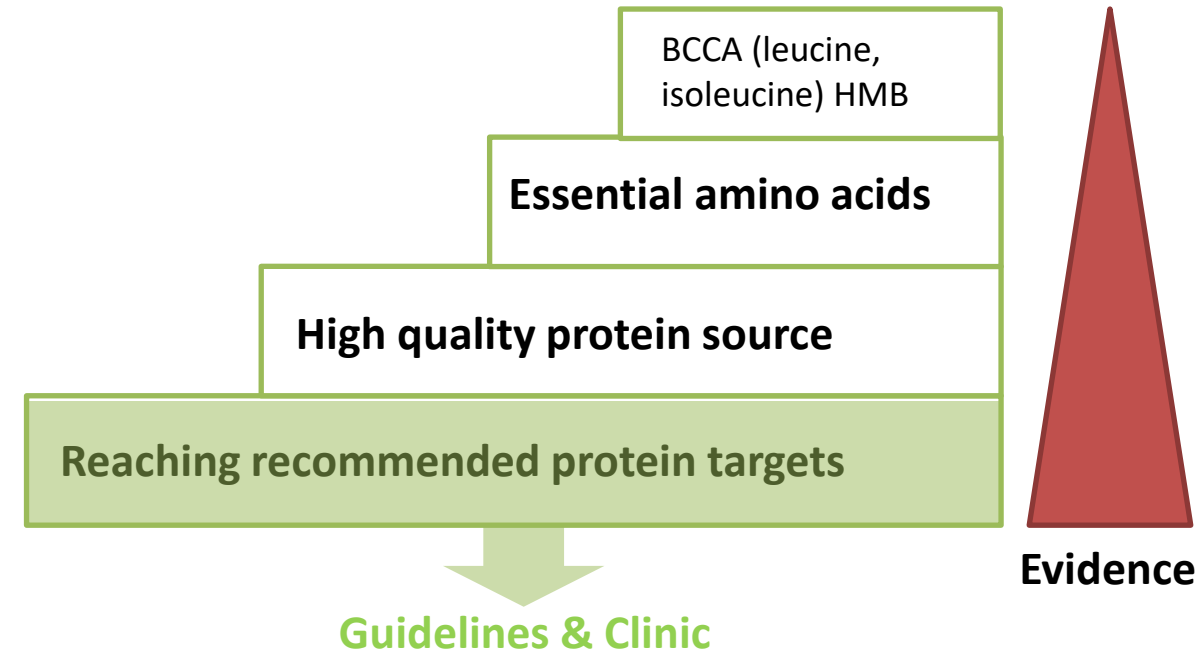 BCCA (leucine,
isoleucine) HMB
Essential amino acids
High quality protein source
Reaching recommended protein targets
Evidence
Guidelines & Clinic